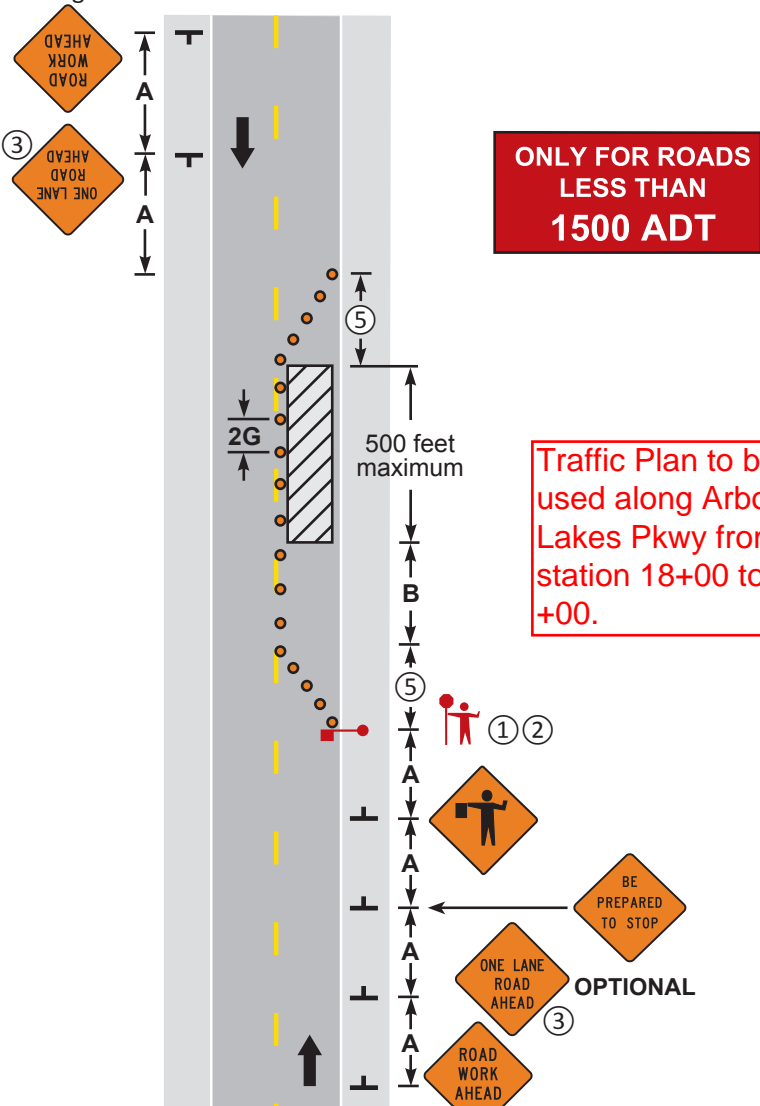 ROAD
WORK
AHEAD
A
③
ONE LANE
ROAD
AHEAD
A
ONLY FOR ROADS
LESS THAN
1500 ADT
⑤
2G
500 feet
maximum
Traffic Plan to b
used along Arbo
Lakes Pkwy fro
station 18+00 to
+00.
B
⑤
①②
A
A
BE
PREPARED
TO STOP
A
ONE LANE
ROAD
AHEAD
OPTIONAL
③
A
ROAD
WORK
AHEAD